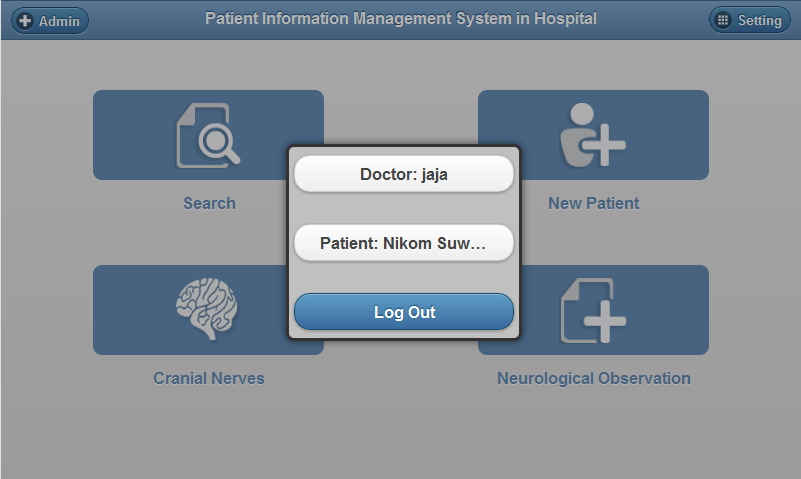 Admin
Patient Information Management System in Hospital
Setting
Search
New Patient
Doctor: jaja
Patient: Nikom Suw...
Log Out
Cranial Nerves
Neurological Observation